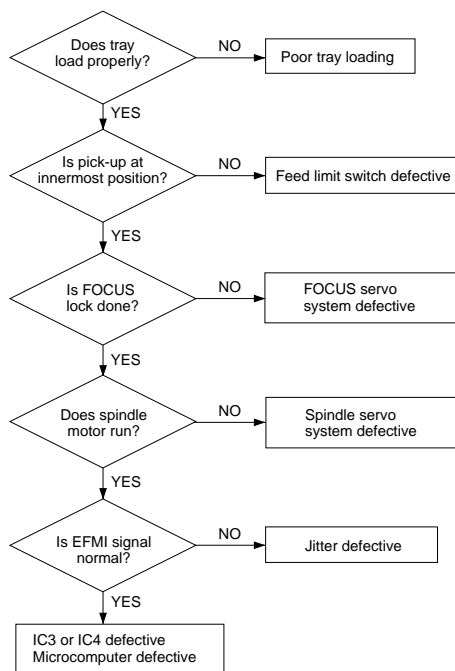 Does tray
load properly?
NO
Poor tray loading
YES
Is pick-up at
innermost position?
NO
Feed limit switch defective
YES
Is FOCUS
lock done?
NO
FOCUS servo
system defective
YES
Does spindle
motor run?
NO
Spindle servo
system defective
YES
Is EFMI signal
normal?
NO
Jitter defective
YES
IC3 or IC4 defective
Microcomputer defective